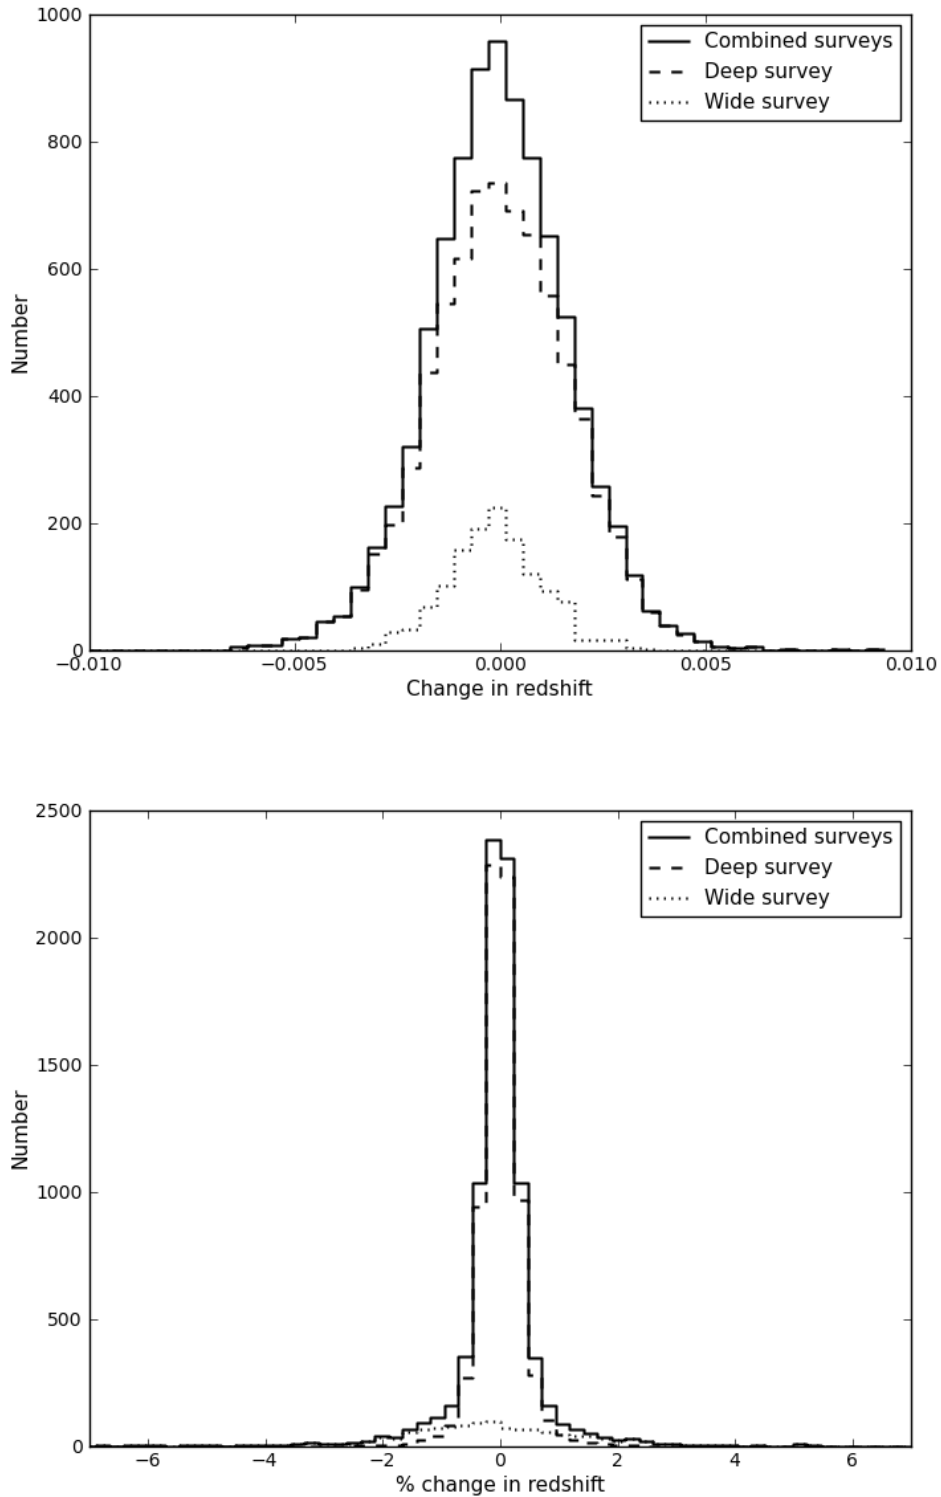 1000
800
600
400
200
0
Number
Combined surveys
Deep survey
Wide survey
−0.010
−0.005
0.000
0.005
0.010
Change in redshift
2500
2000
1500
1000
500
0
Number
Combined surveys
Deep survey
Wide survey
−6
−4
−2
0
2
4
6
% change in redshift